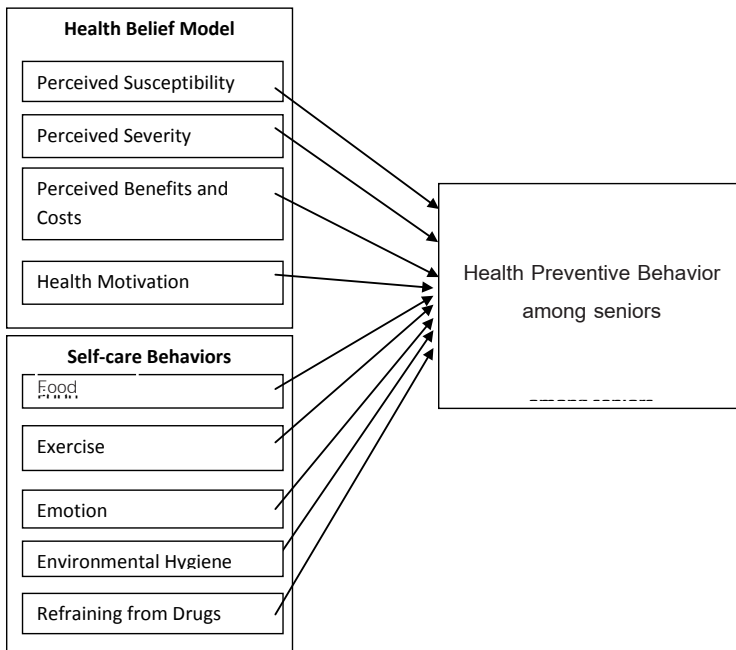 Health Belief Model
Perceived Susceptibility
Perceived Severity
Perceived Benefits and
Costs
Health Motivation
Self-care Behaviors
Food
Exercise
Emotion
Environmental Hygiene
Refraining from Drugs
Health Preventive Behavior
among seniors